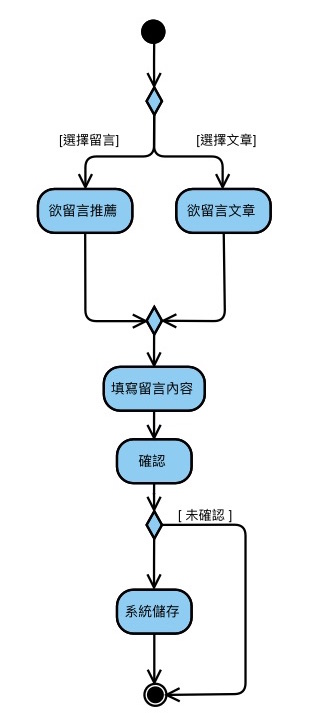 [選擇留言]
[選擇文章]
欲留言推薦
欲留言文章
填寫留言內容
確認
[ 未確認 ]
系統儲存